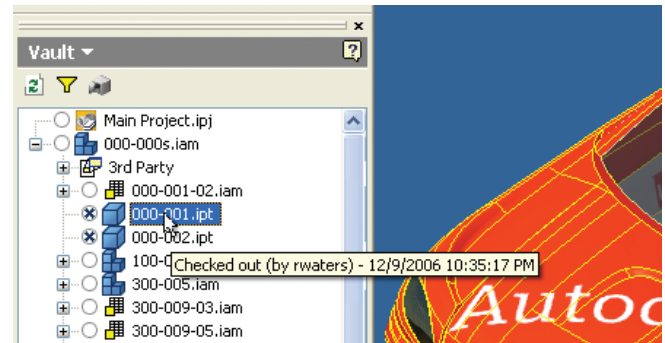 Vault
Main Project.ipj
000-000s.iam
3rd Party
000-001-02.iam
000-001.ipt
000-002.ipt
100-0
Checked out (by rwaters) - 12/9/2006 10:35:17 PM
300-005.iam
300-009-03.iam
300-009-05.iam
Autod